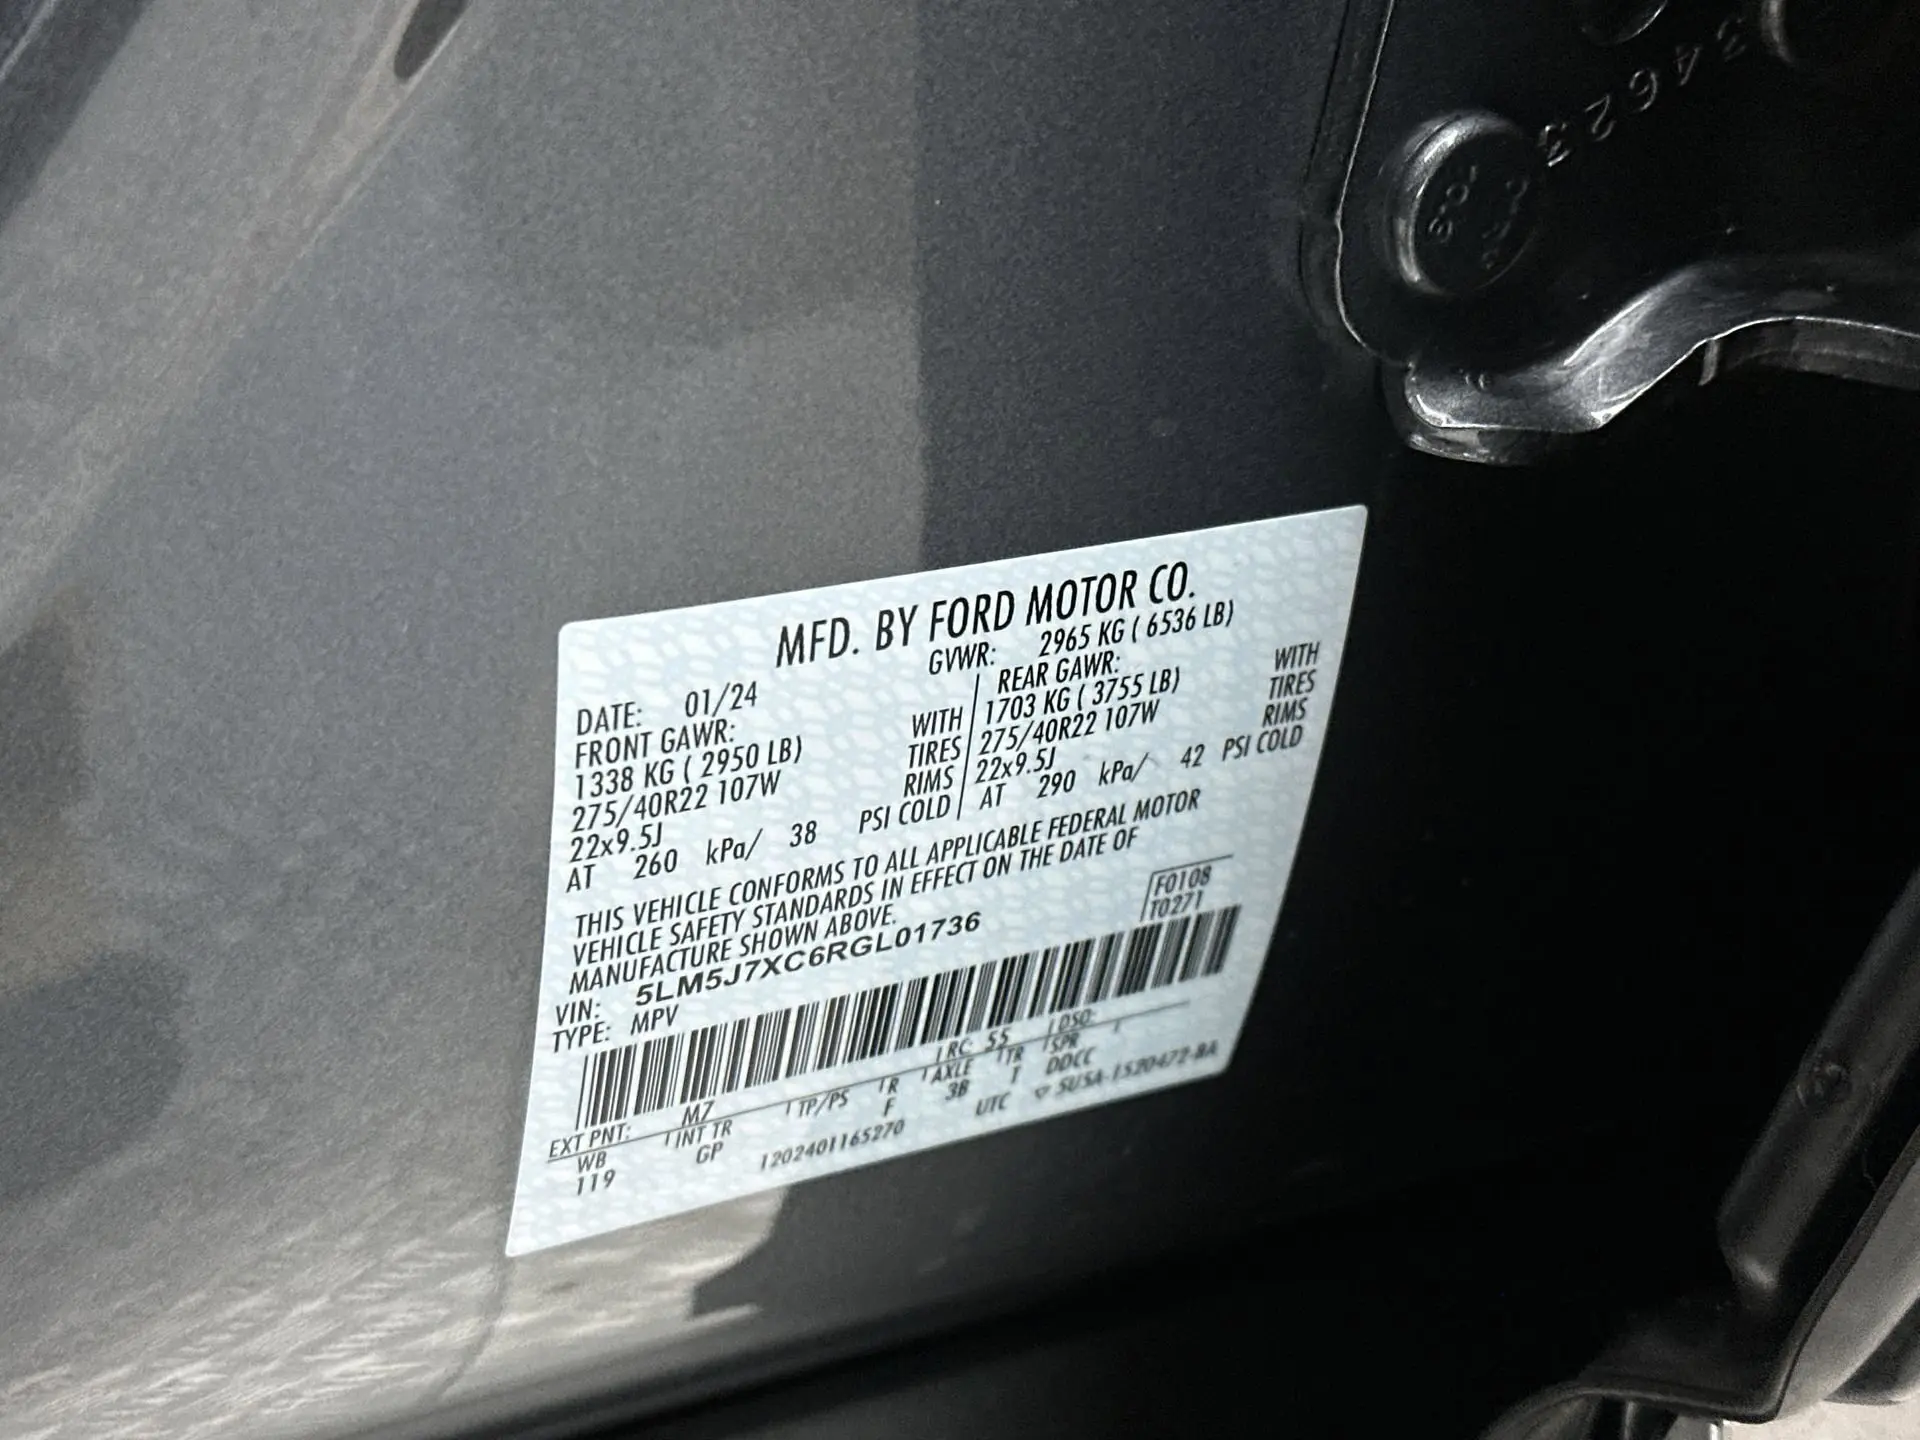 34623
MFD. BY FORD MOTOR CO.
GVWR: 2965 KG ( 6536 LB)
DATE: 01/24
FRONT GAWR:
1338 KG ( 2950 LB) WITH
275/40R22 107W TIRES
22x9.5J RIMS
AT 260 kPa/ 38 PSI COLD
REAR GAWR:
1703 KG ( 3755 LB) WITH
275/40R22 107W TIRES
22x9.5J RIMS
AT 290 kPa/ 42 PSI COLD
THIS VEHICLE CONFORMS TO ALL APPLICABLE FEDERAL MOTOR
VEHICLE SAFETY STANDARDS IN EFFECT ON THE DATE OF
MANUFACTURE SHOWN ABOVE.
F0108
T0271
VIN: 5LM5J7XC6RGL01736
TYPE: MPV
EXT PNT: M7 RC: 55 DSO:
WB INT TR TP/PS R AXLE TR SPR
119 GP F 3B T DDCC
1202401165270 UTC ▽ 5U5A-1520472-BA